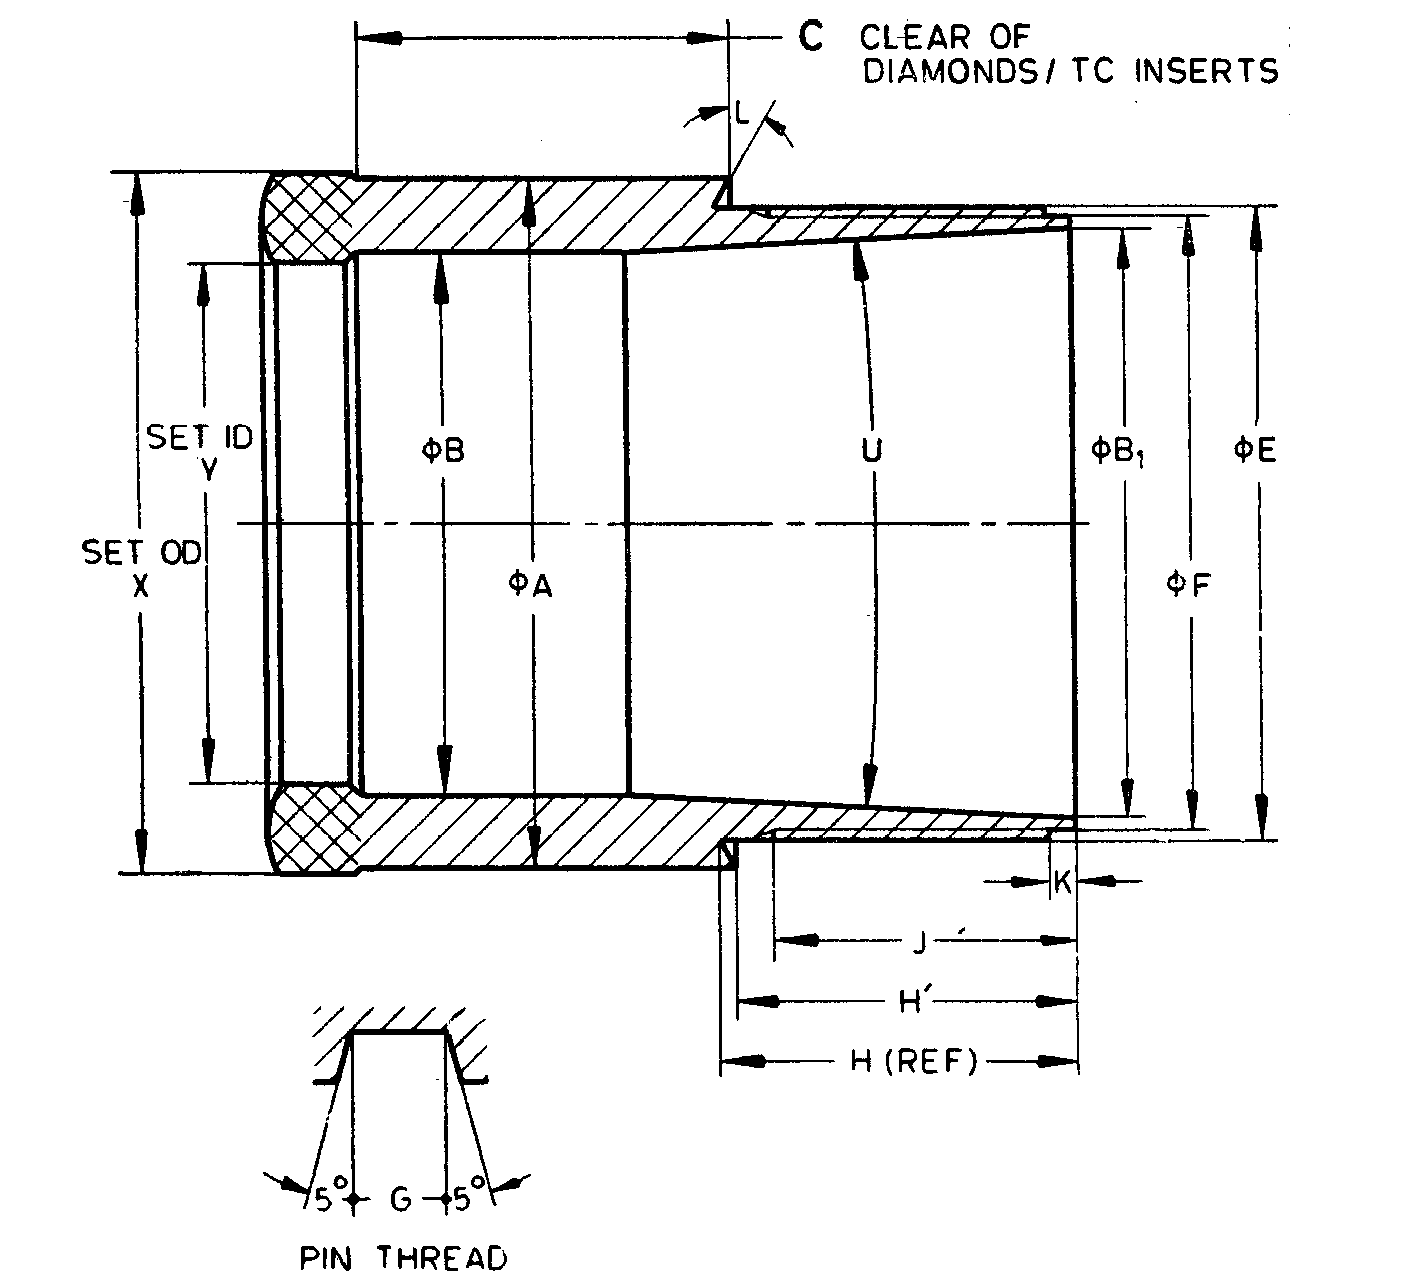 C CLEAR OF
DIAMONDS/ TC INSERTS
L
SET ID
Y
ΦB
U
ΦB₁
ΦE
SET OD
X
ΦA
ΦF
K
J ′
H′
H (REF)
5° G 5°
PIN THREAD